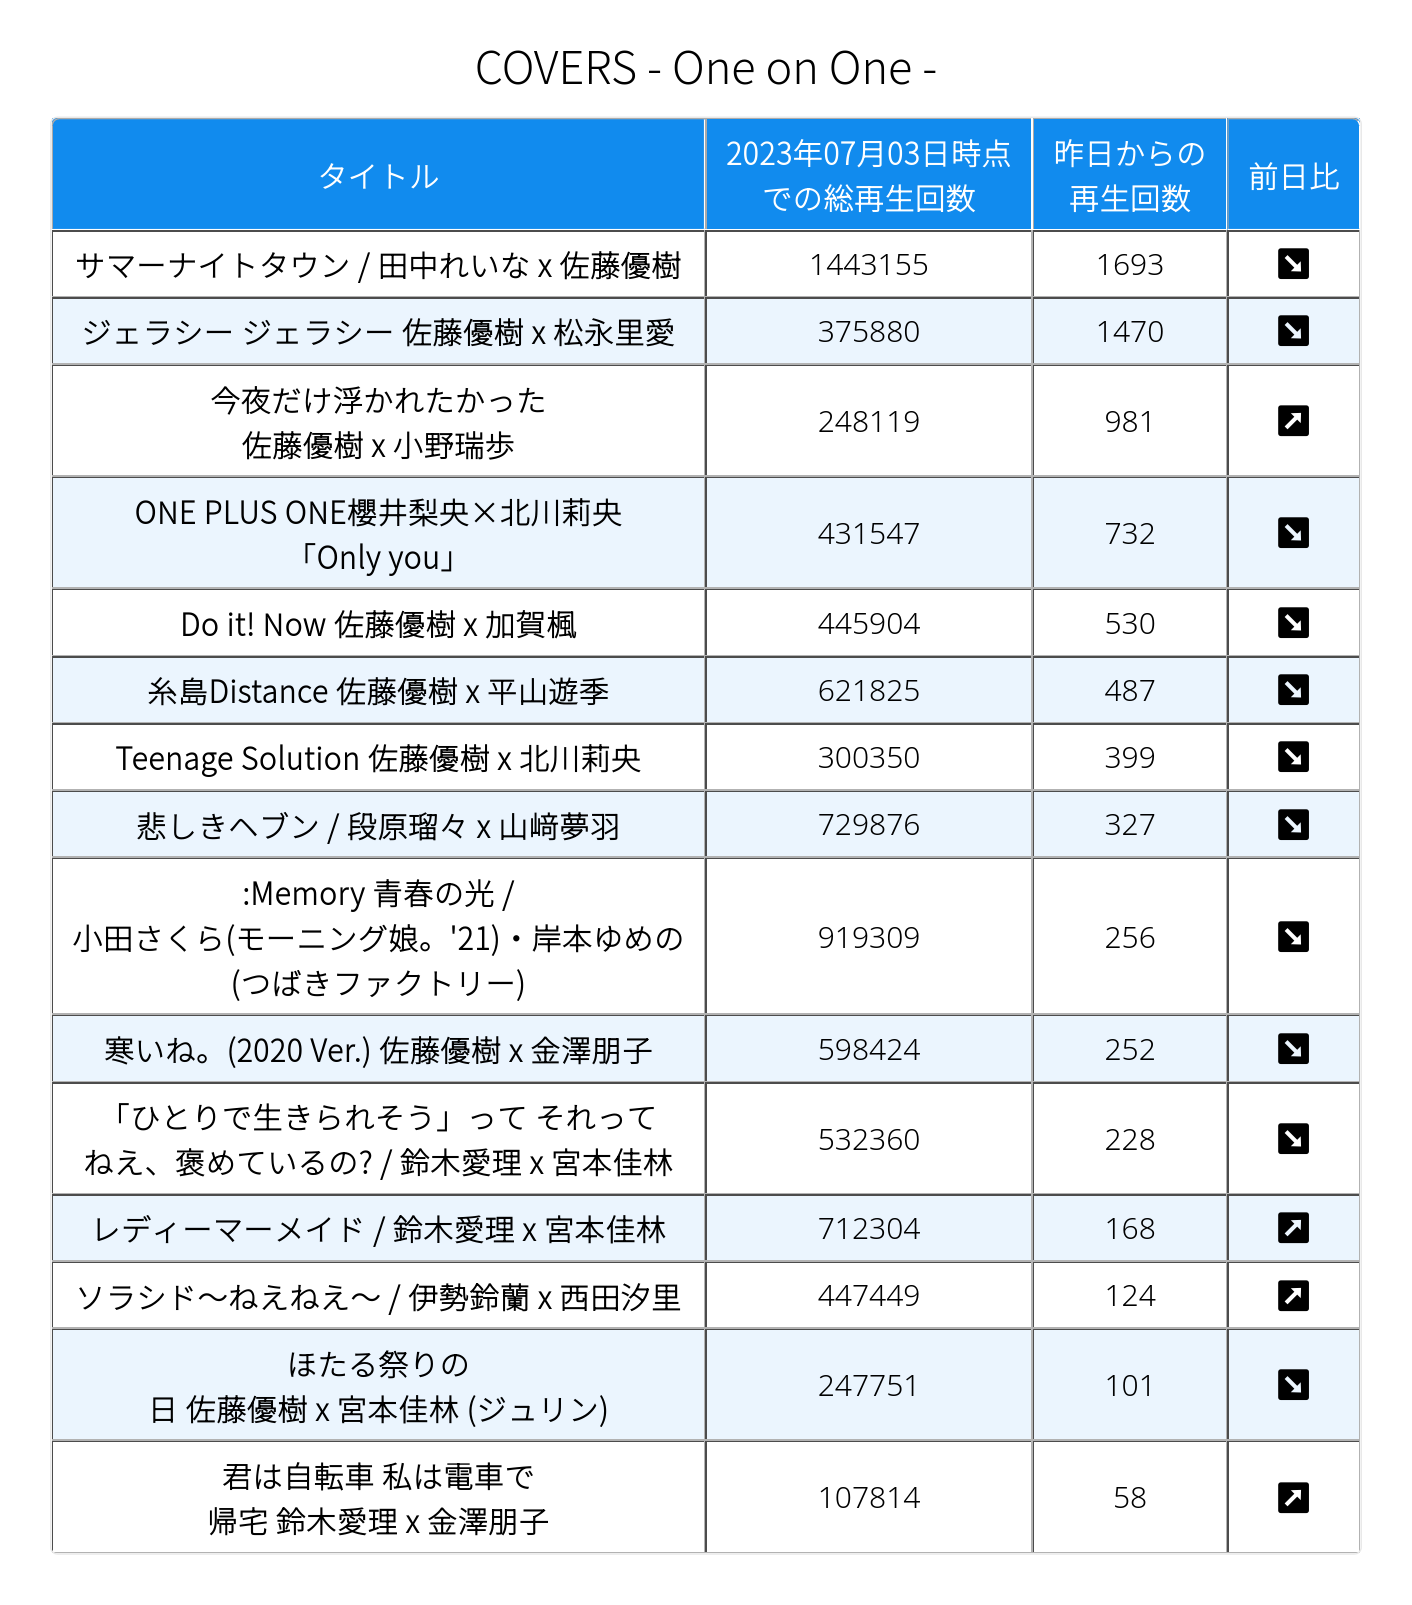 COVERS - One on One -
タイトル
2023年07月03日時点
での総再生回数
昨日からの
再生回数
前日比
サマーナイトタウン / 田中れいな x 佐藤優樹
1443155
1693
ジェラシー ジェラシー 佐藤優樹 x 松永里愛
375880
1470
今夜だけ浮かれたかった
佐藤優樹 x 小野瑞歩
248119
981
ONE PLUS ONE櫻井梨央×北川莉央
「Only you」
431547
732
Do it! Now 佐藤優樹 x 加賀楓
445904
530
糸島Distance 佐藤優樹 x 平山遊季
621825
487
Teenage Solution 佐藤優樹 x 北川莉央
300350
399
悲しきヘブン / 段原瑠々 x 山﨑夢羽
729876
327
:Memory 青春の光 /
小田さくら(モーニング娘。'21)・岸本ゆめの
(つばきファクトリー)
919309
256
寒いね。(2020 Ver.) 佐藤優樹 x 金澤朋子
598424
252
「ひとりで生きられそう」って それって
ねえ、褒めているの? / 鈴木愛理 x 宮本佳林
532360
228
レディーマーメイド / 鈴木愛理 x 宮本佳林
712304
168
ソラシド〜ねえねえ〜 / 伊勢鈴蘭 x 西田汐里
447449
124
ほたる祭りの
日 佐藤優樹 x 宮本佳林 (ジュリン)
247751
101
君は自転車 私は電車で
帰宅 鈴木愛理 x 金澤朋子
107814
58